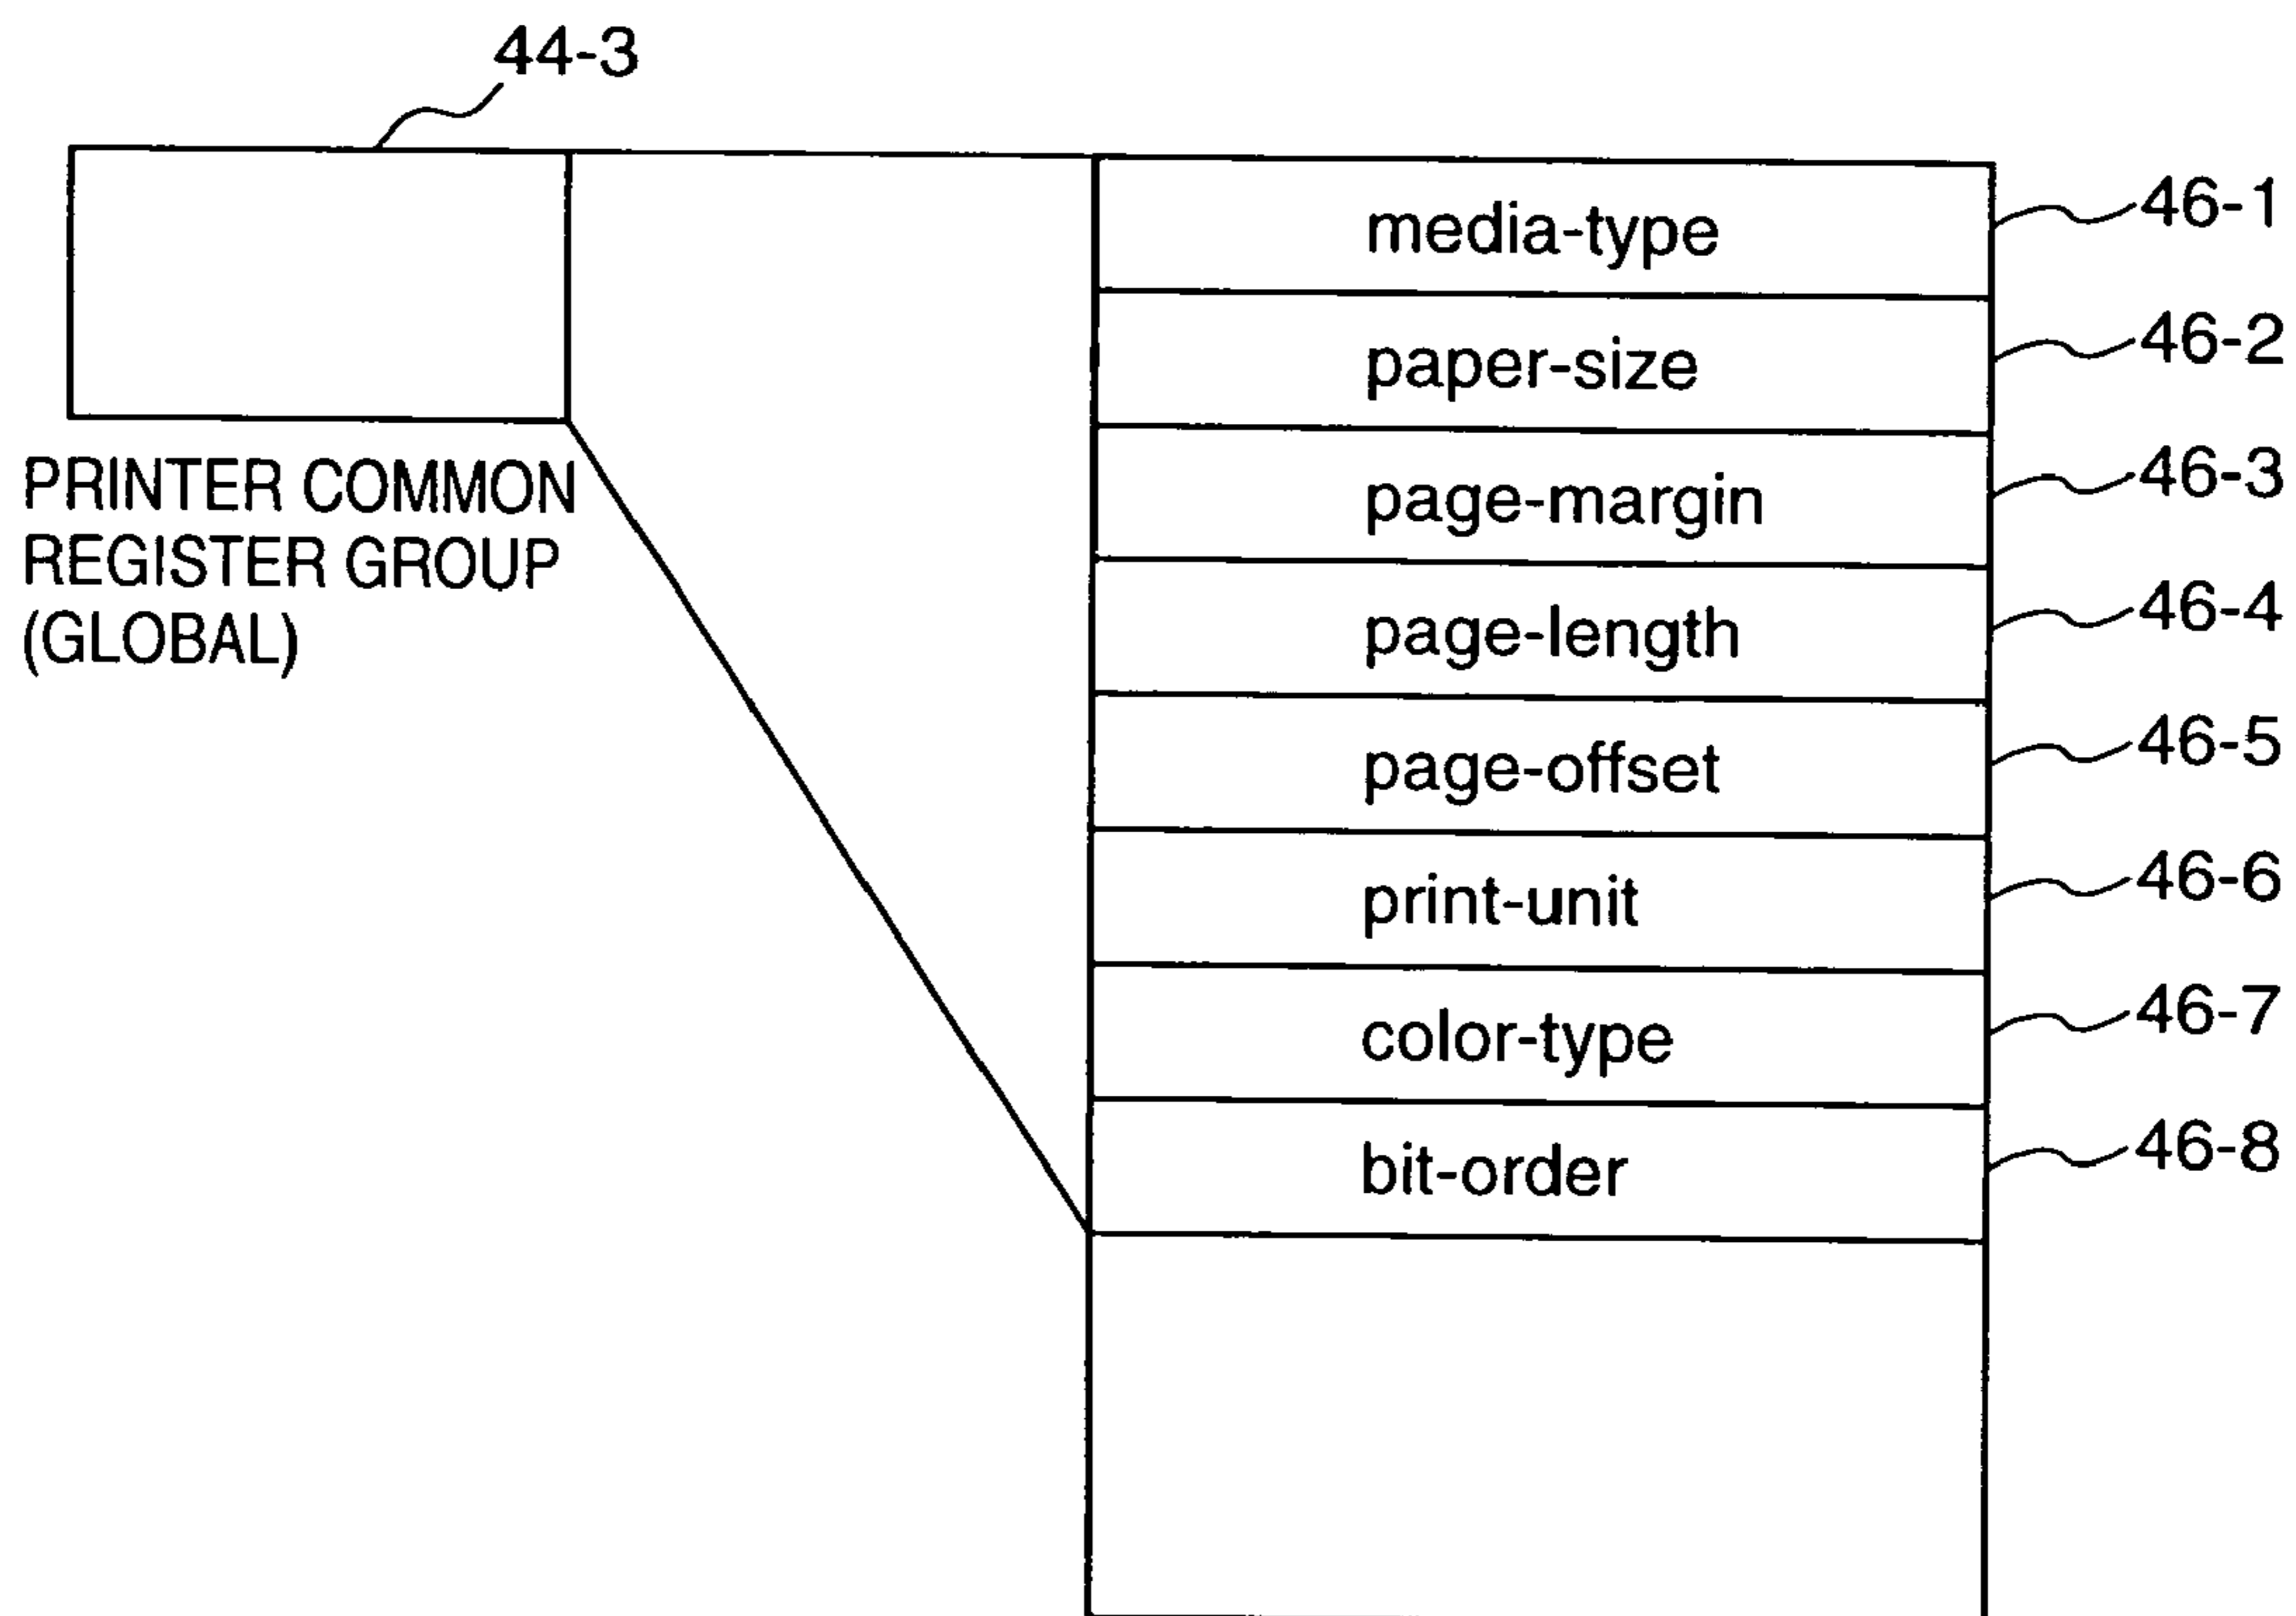 44-3
PRINTER COMMON
REGISTER GROUP
(GLOBAL)
media-type 46-1
paper-size 46-2
page-margin 46-3
page-length 46-4
page-offset 46-5
print-unit 46-6
color-type 46-7
bit-order 46-8